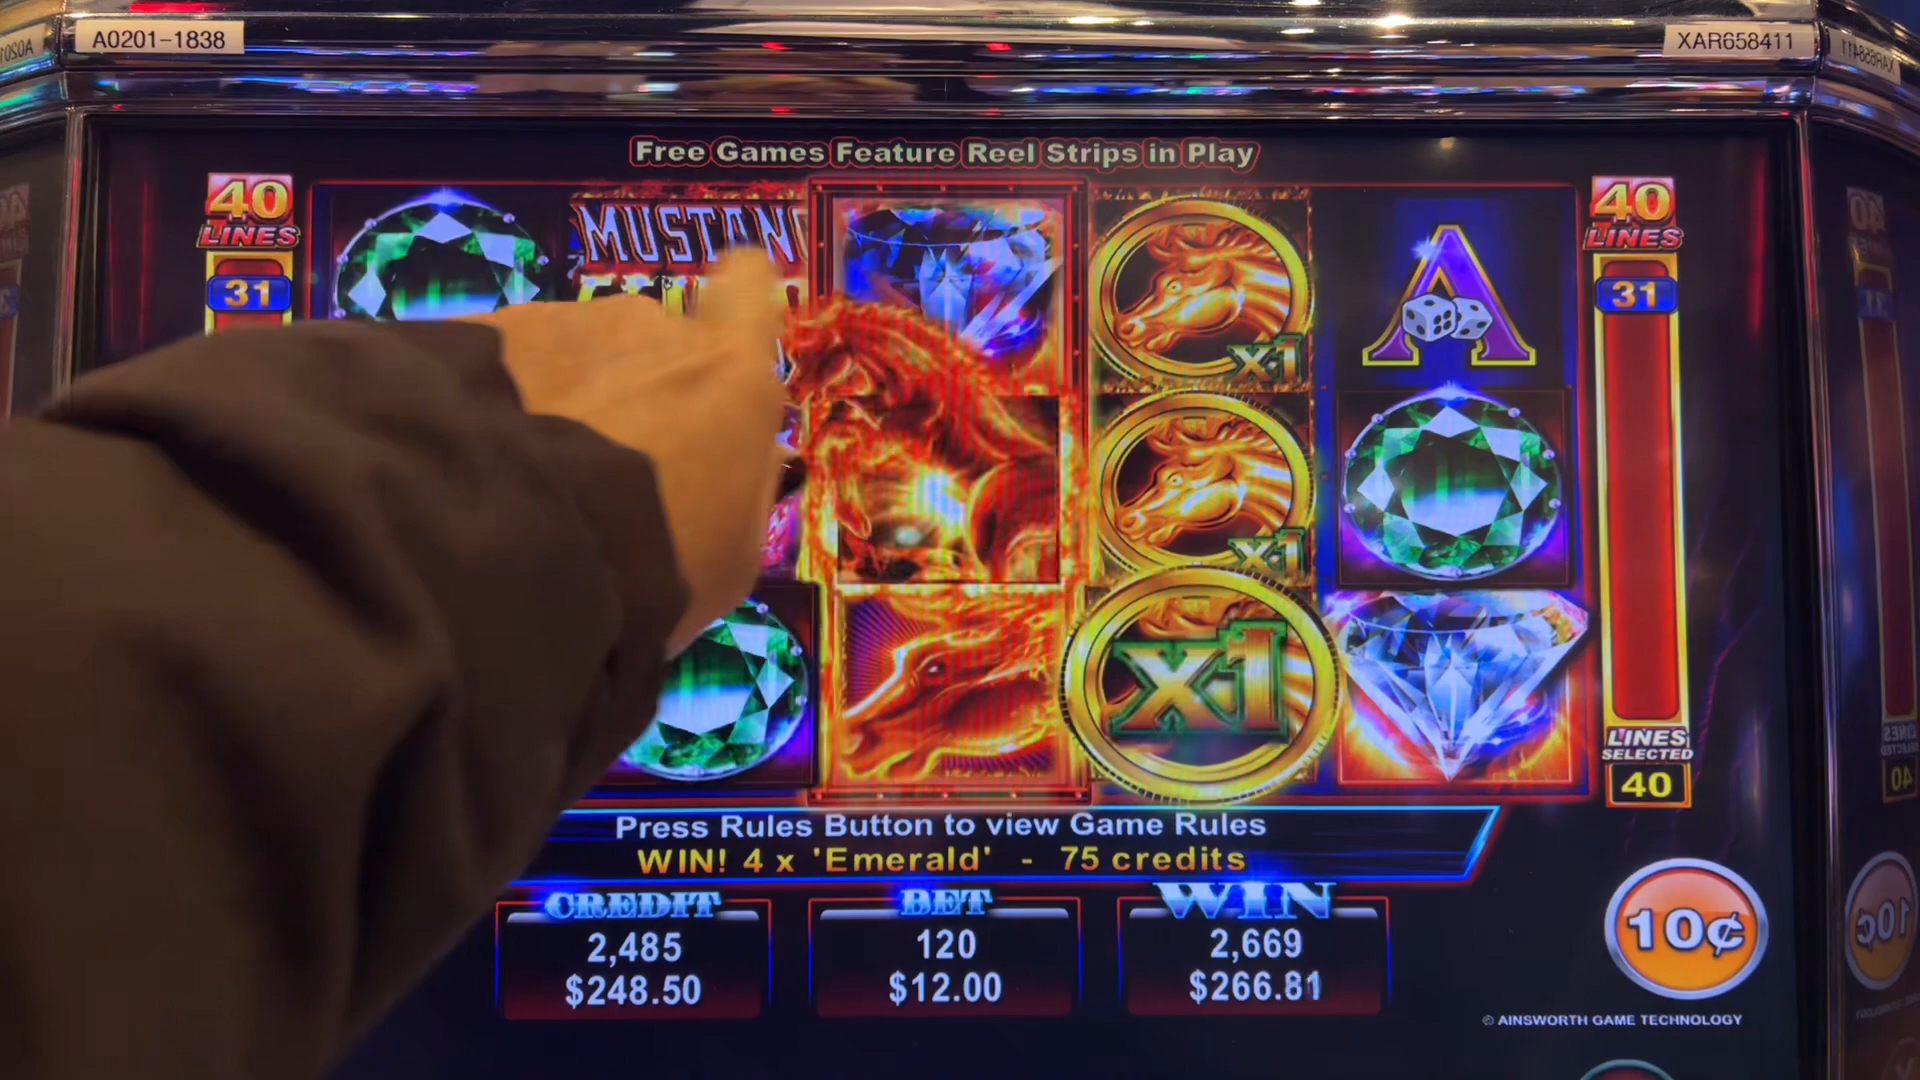 A0201-1838
XAR658411
Free Games Feature Reel Strips in Play
40
LINES
31
MUSTANG
x1
x1
x1
A
40
LINES
31
LINES
SELECTED
40
Press Rules Button to view Game Rules
WIN! 4 x 'Emerald' - 75 credits
CREDIT
2,485
$248.50
BET
120
$12.00
WIN
2,669
$266.81
10¢
© AINSWORTH GAME TECHNOLOGY